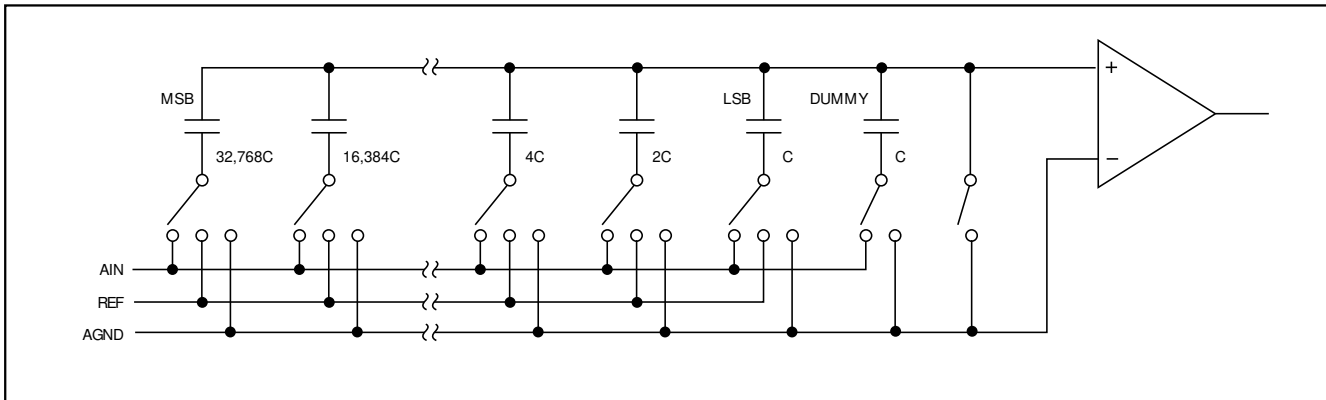 MSB
LSB
DUMMY
32,768C
16,384C
4C
2C
C
C
+
−
AIN
REF
AGND